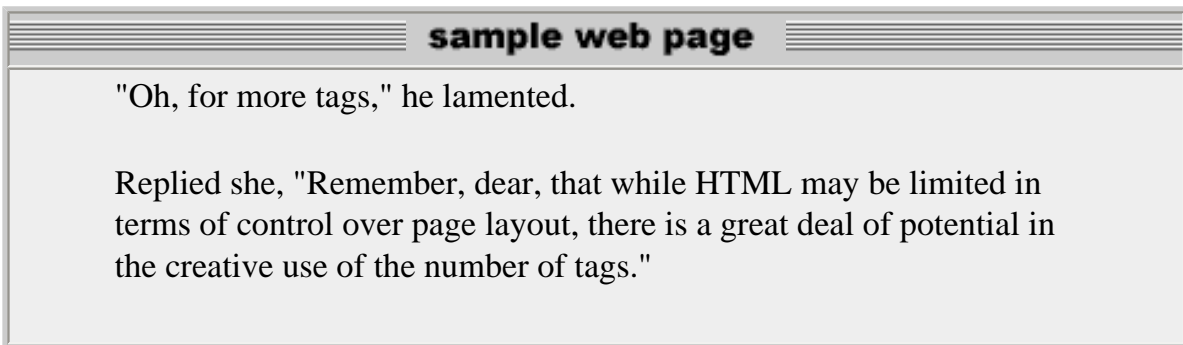 sample web page
"Oh, for more tags," he lamented.
Replied she, "Remember, dear, that while HTML may be limited in
terms of control over page layout, there is a great deal of potential in
the creative use of the number of tags."